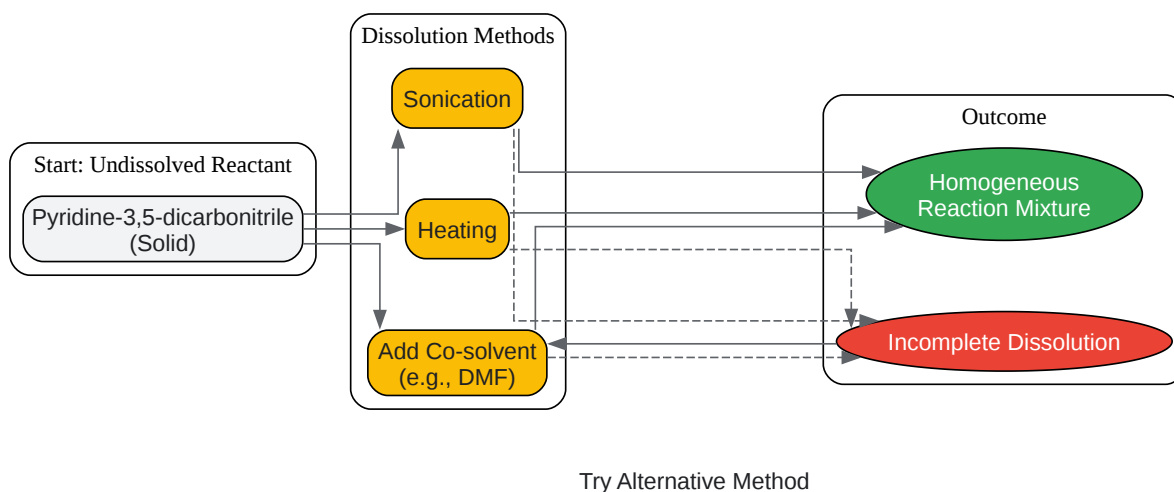 Start: Undissolved Reactant
Pyridine-3,5-dicarbonitrile
(Solid)
Dissolution Methods
Sonication
Heating
Add Co-solvent
(e.g., DMF)
Outcome
Homogeneous
Reaction Mixture
Incomplete Dissolution
Try Alternative Method